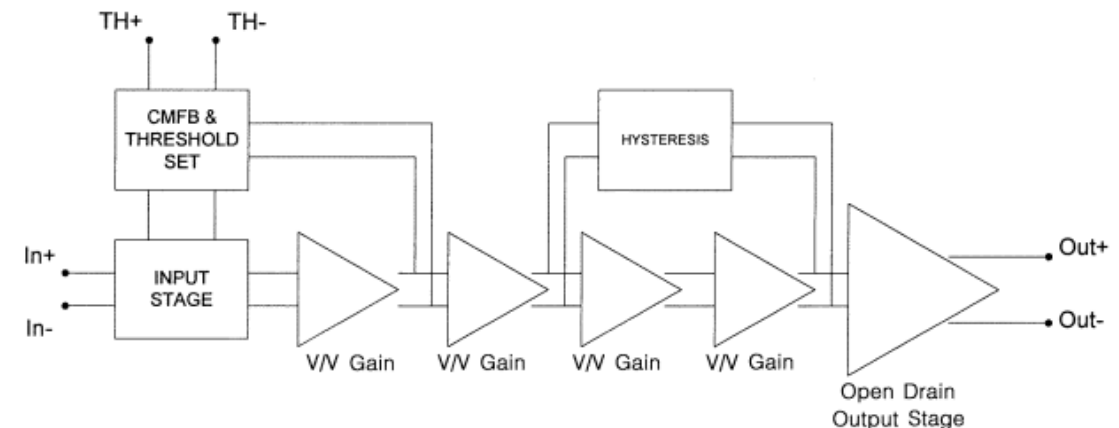 TH+
TH-
CMFB &
THRESHOLD
SET
HYSTERESIS
In+
In-
INPUT
STAGE
V/V Gain
V/V Gain
V/V Gain
V/V Gain
Out+
Out-
Open Drain
Output Stage